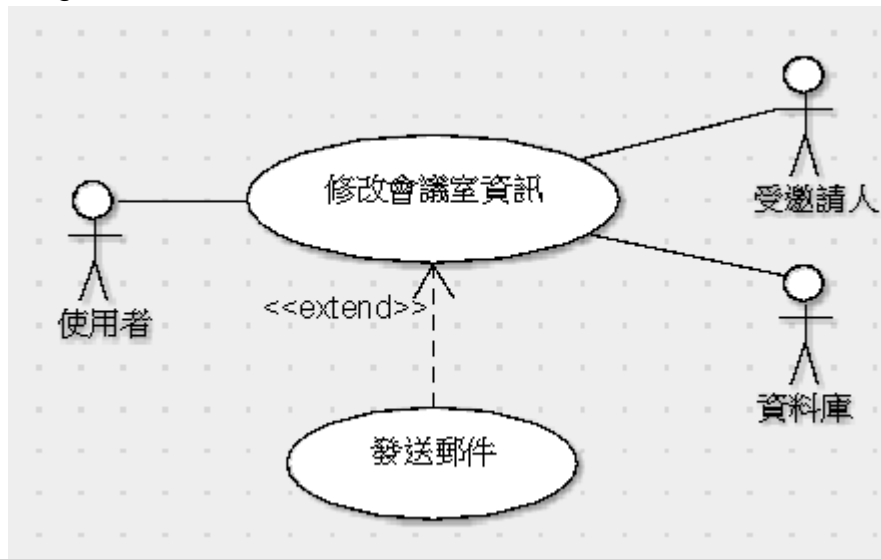 修改會議室資訊
受邀請人
使用者
<<extend>>
資料庫
發送郵件